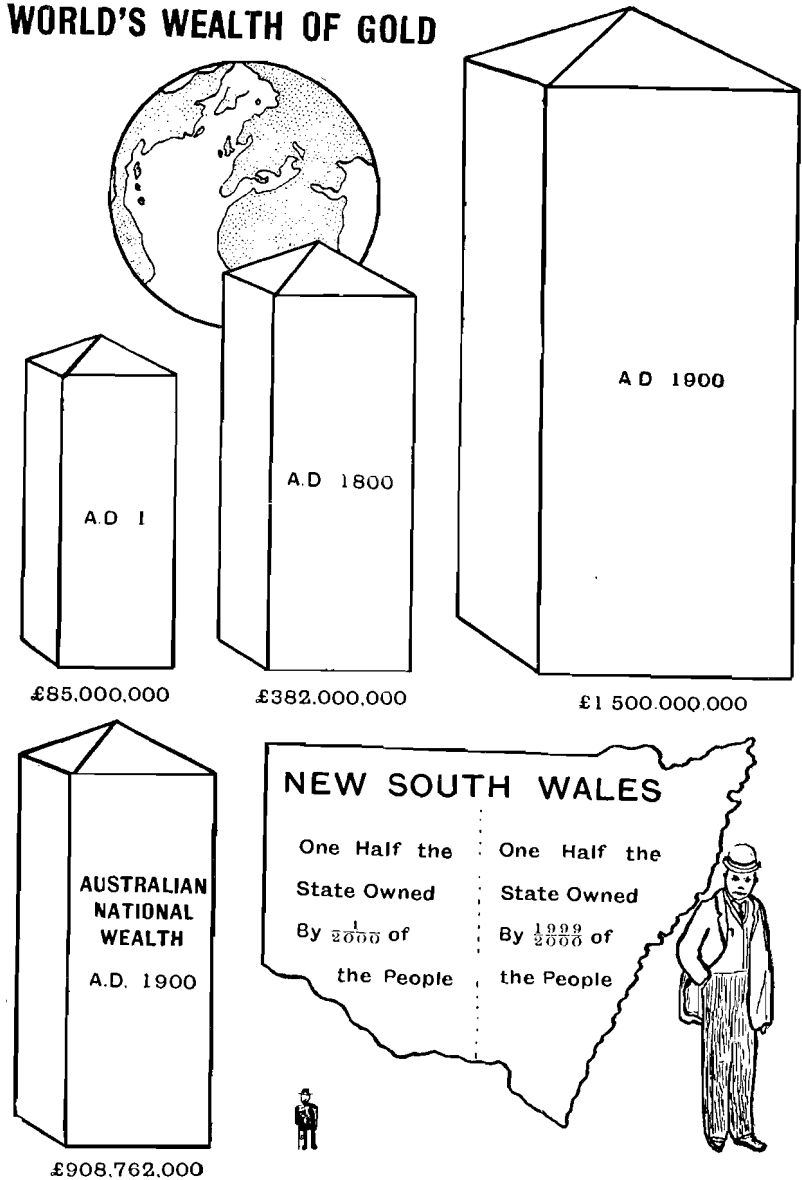 WORLD'S WEALTH OF GOLD
A.D 1
A.D 1800
A D 1900
£85,000,000
£382.000,000
£1 500.000.000
AUSTRALIAN
NATIONAL
WEALTH
A.D. 1900
£908,762,000
NEW SOUTH WALES
One Half the
State Owned
By 1/2000 of
the People
One Half the
State Owned
By 1999/2000 of
the People